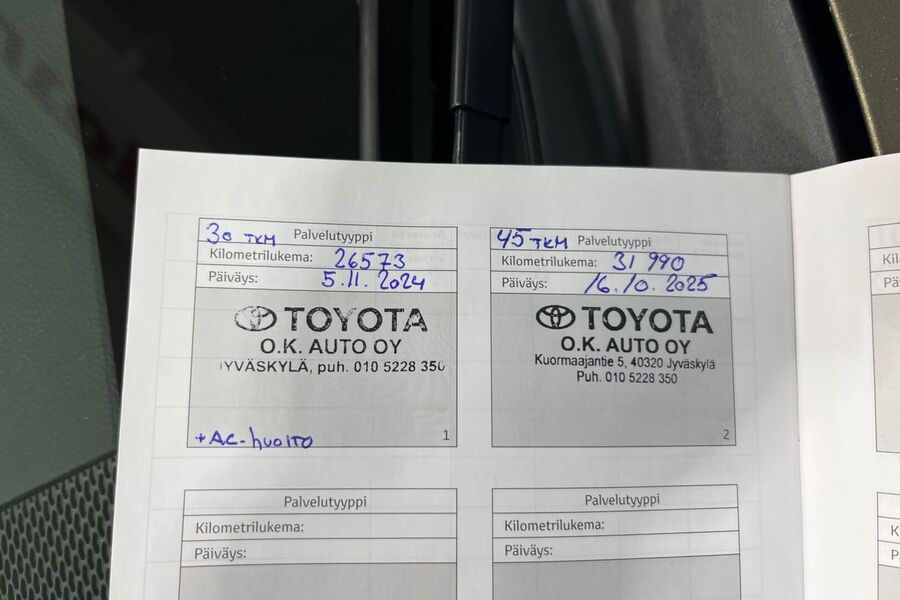 30 TKM Palvelutyyppi
Kilometrilukema: 26573
Päiväys: 5.11.2024
TOYOTA
O.K. AUTO OY
JYVÄSKYLÄ, puh. 010 5228 350
+AC-huolto
1
45 TKM Palvelutyyppi
Kilometrilukema: 31 990
Päiväys: 16.10.2025
TOYOTA
O.K. AUTO OY
Kuormaajantie 5, 40320 Jyväskylä
Puh. 010 5228 350
2
Palvelutyyppi
Kilometrilukema:
Päiväys:
Palvelutyyppi
Kilometrilukema:
Päiväys: